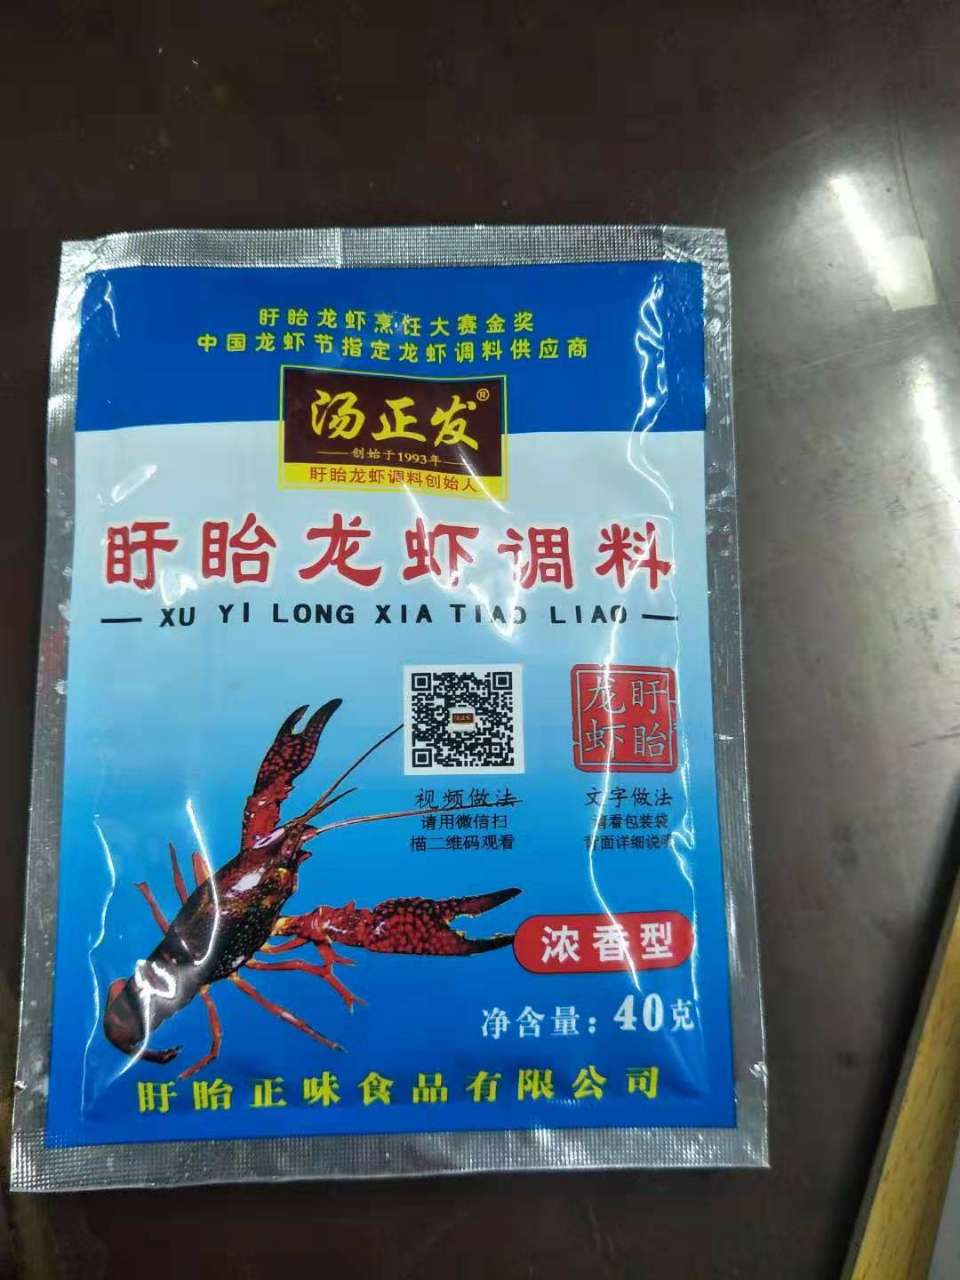 盱眙龙虾烹饪大赛金奖
中国龙虾节指定龙虾调料供应商
汤正发®
创始于1993年
盱眙龙虾调料创始人
盱眙龙虾调料
XU YI LONG XIA TIAO LIAO
龙盱
虾眙
视频做法
请用微信扫
描二维码观看
文字做法
请看包装袋
背面详细说明
浓香型
净含量：40克
盱眙正味食品有限公司